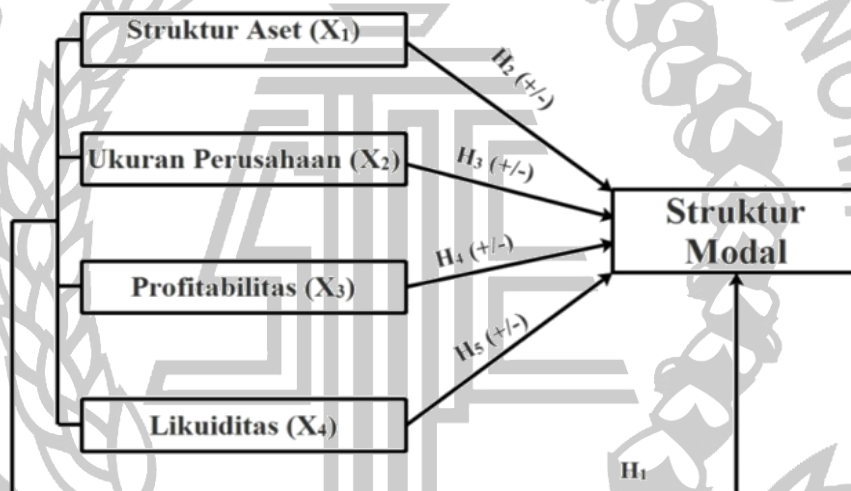 Struktur Aset (X₁)
H₂ (+/-)
Ukuran Perusahaan (X₂)
H₃ (+/-)
Struktur
Modal
H₄ (+/-)
Profitabilitas (X₃)
H₅ (+/-)
Likuiditas (X₄)
H₁